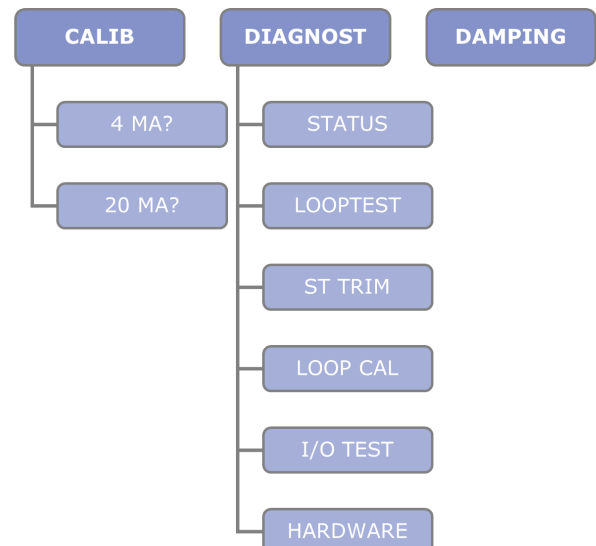 CALIB
4 MA?
20 MA?
DIAGNOST
STATUS
LOOPTEST
ST TRIM
LOOP CAL
I/O TEST
HARDWARE
DAMPING